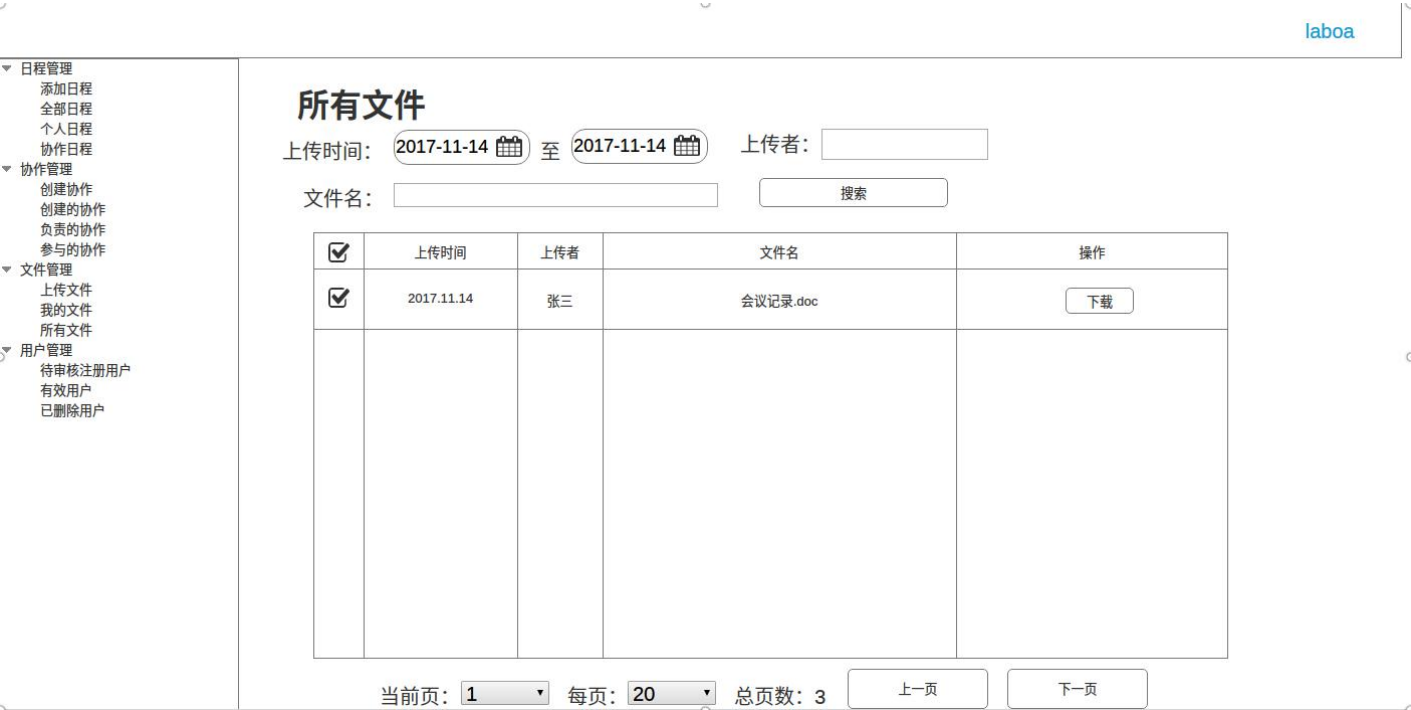 laboa
日程管理
添加日程
全部日程
个人日程
协作日程
协作管理
创建协作
创建的协作
负责的协作
参与的协作
文件管理
上传文件
我的文件
所有文件
用户管理
待审核注册用户
有效用户
已删除用户
所有文件
上传时间： 2017-11-14 至 2017-11-14 上传者：
文件名： 搜索
上传时间 上传者 文件名 操作
2017.11.14 张三 会议记录.doc 下载
当前页： 1 每页： 20 总页数：3 上一页 下一页